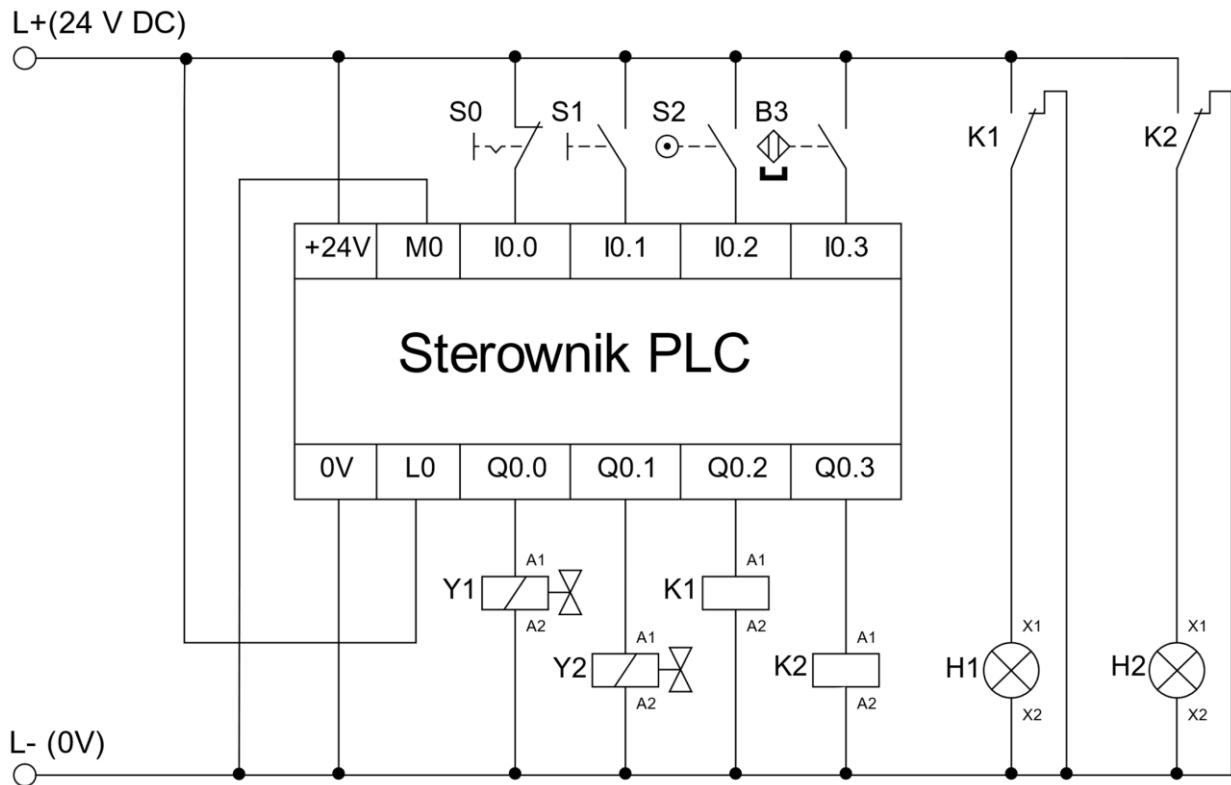 L+(24 V DC)
S0 S1 S2 B3 K1 K2
+24V M0 I0.0 I0.1 I0.2 I0.3
Sterownik PLC
0V L0 Q0.0 Q0.1 Q0.2 Q0.3
A1 A1
Y1 K1
A2 A2
A1 A1 X1 X1
Y2 K2 H1 H2
A2 A2 X2 X2
L- (0V)